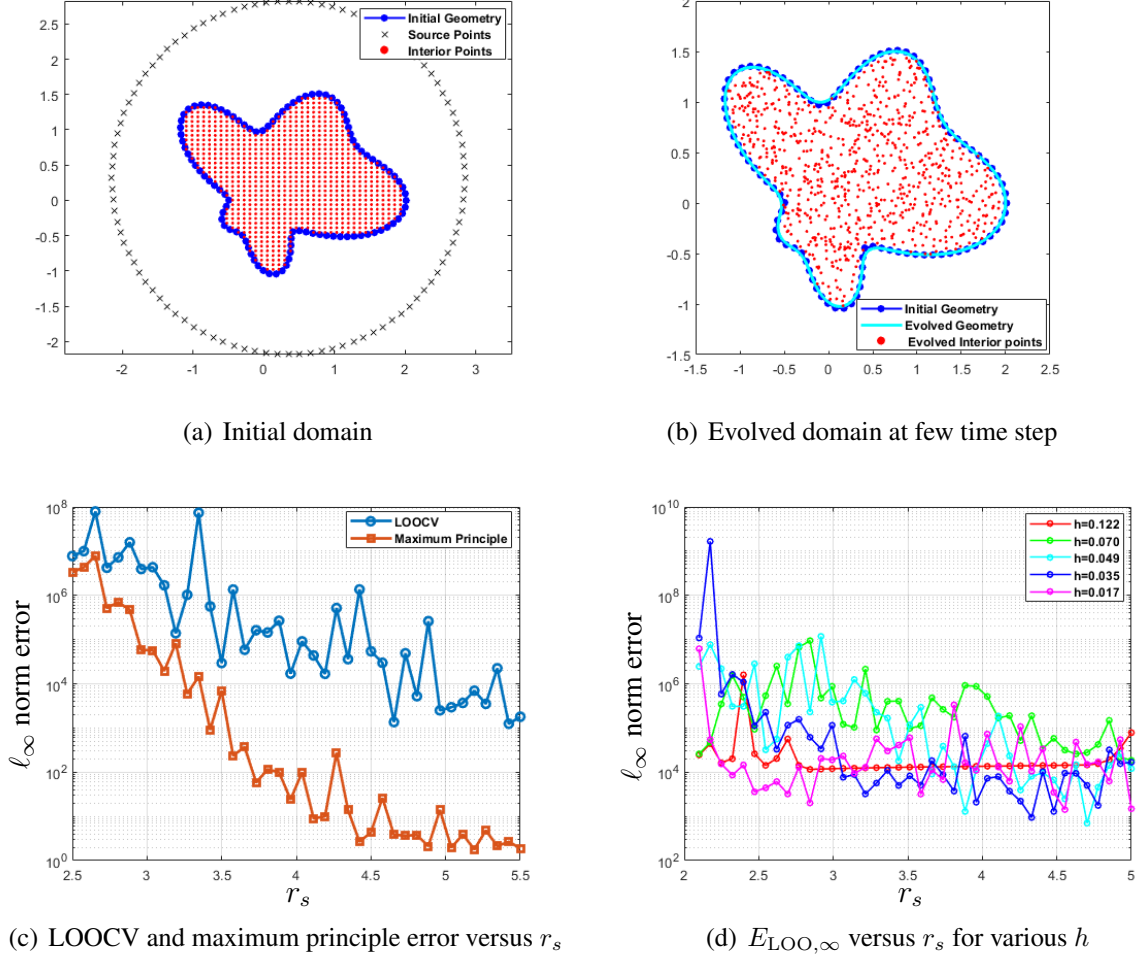 2.5
2
1.5
1
0.5
0
-0.5
-1
-1.5
-2
-2
-1
0
1
2
3
Initial Geometry
Source Points
Interior Points
(a) Initial domain
2
1.5
1
0.5
0
-0.5
-1
-1.5
-1.5
-1
-0.5
0
0.5
1
1.5
2
2.5
Initial Geometry
Evolved Geometry
Evolved Interior points
(b) Evolved domain at few time step
ℓ∞ norm error
10^8
10^6
10^4
10^2
10^0
2.5
3
3.5
4
4.5
5
5.5
r_s
LOOCV
Maximum Principle
(c) LOOCV and maximum principle error versus r_s
ℓ∞ norm error
10^10
10^8
10^6
10^4
10^2
2
2.5
3
3.5
4
4.5
5
r_s
h=0.122
h=0.070
h=0.049
h=0.035
h=0.017
(d) E_LOO,∞ versus r_s for various h